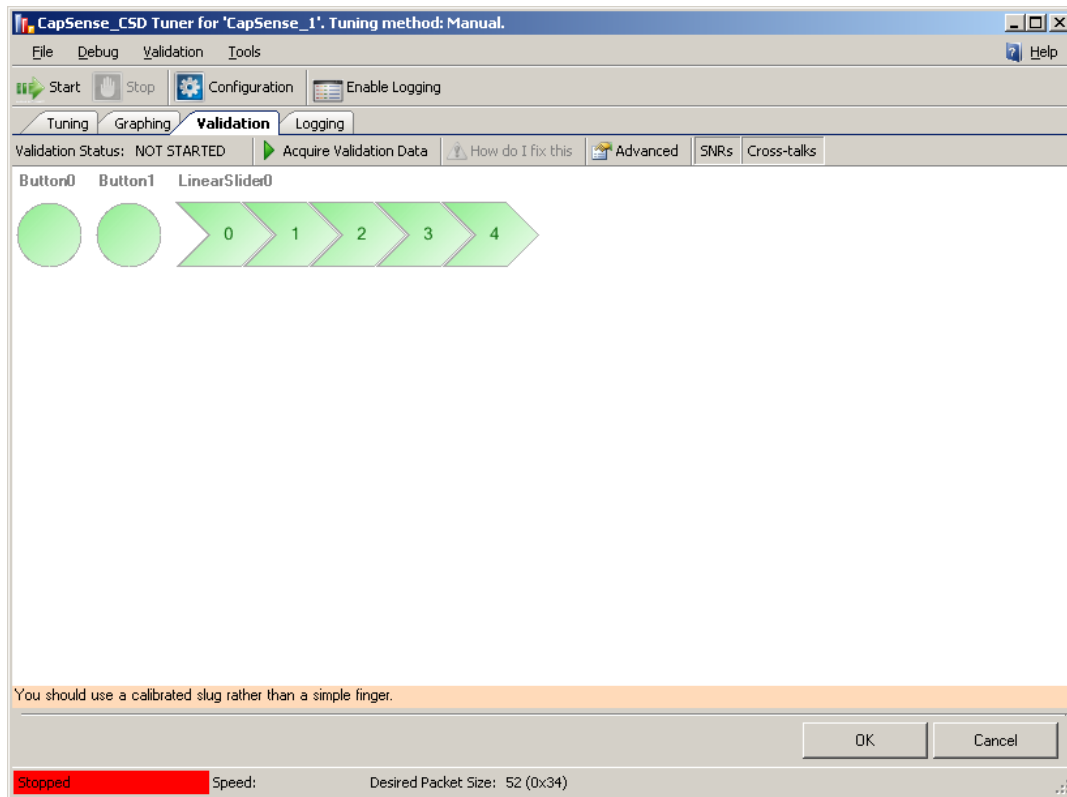 CapSense_CSD Tuner for 'CapSense_1'. Tuning method: Manual.
File Debug Validation Tools Help
Start Stop Configuration Enable Logging
Tuning Graphing Validation Logging
Validation Status: NOT STARTED Acquire Validation Data How do I fix this Advanced SNRs Cross-talks
Button0 Button1 LinearSlider0
0 1 2 3 4
You should use a calibrated slug rather than a simple finger.
OK Cancel
Stopped Speed: Desired Packet Size: 52 (0x34)